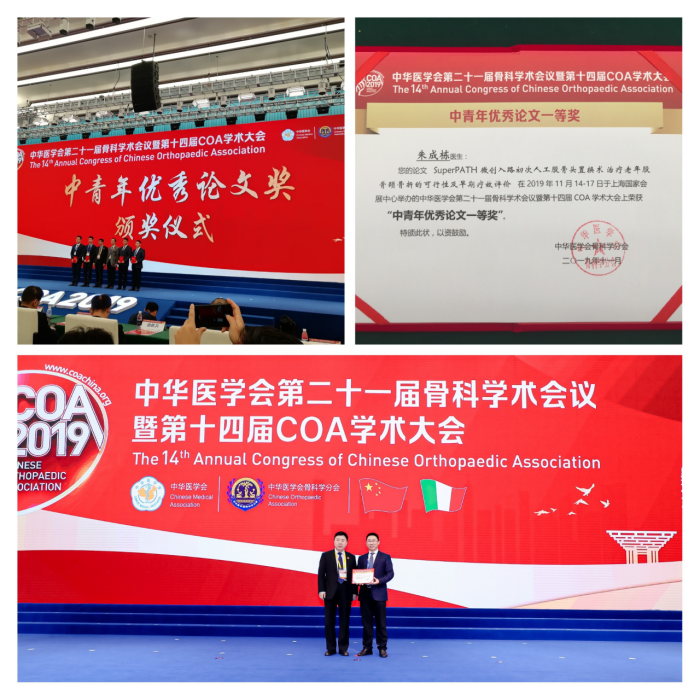 COA
2019
中华医学会第二十一届骨科学术会议暨第十四届COA学术大会
The 14th Annual Congress of Chinese Orthopaedic Association
中青年优秀论文奖
颁奖仪式
COA 2019
COA
2019
中华医学会第二十一届骨科学术会议暨第十四届COA学术大会
The 14th Annual Congress of Chinese Orthopaedic Association
中青年优秀论文一等奖
朱成栋医生:
您的论文 SuperPATH 微创入路初次人工股骨头置换术治疗老年股
骨颈骨折的可行性及早期疗效评价 在 2019 年 11 月 14-17 日于上海国家会
展中心举办的中华医学会第二十一届骨科学术会议暨第十四届 COA 学术大会上荣获
“中青年优秀论文一等奖”.
特颁此状,以资鼓励。
中华医学会骨科学分会
二〇一九年十一月
www.coachina.org
COA
2019
CHINESE
ORTHOPAEDIC
ASSOCIATION
中华医学会第二十一届骨科学术会议
暨第十四届COA学术大会
The 14th Annual Congress of Chinese Orthopaedic Association
中华医学会
Chinese Medical
Association
中华医学会骨科学分会
Chinese Orthopaedic
Association